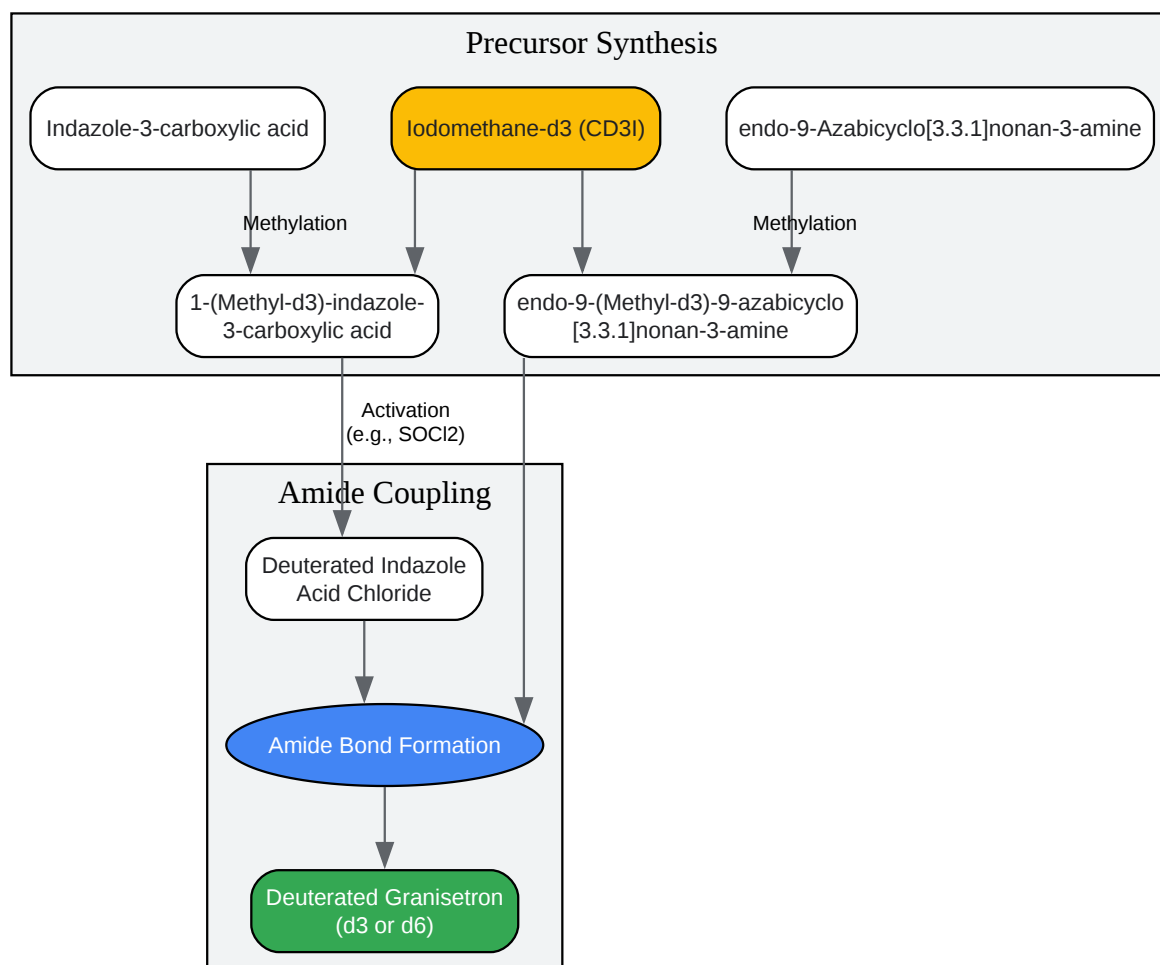 Precursor Synthesis
Indazole-3-carboxylic acid
Iodomethane-d3 (CD3I)
endo-9-Azabicyclo[3.3.1]nonan-3-amine
Methylation
Methylation
1-(Methyl-d3)-indazole-
3-carboxylic acid
endo-9-(Methyl-d3)-9-azabicyclo
[3.3.1]nonan-3-amine
Activation
(e.g., SOCl2)
Amide Coupling
Deuterated Indazole
Acid Chloride
Amide Bond Formation
Deuterated Granisetron
(d3 or d6)